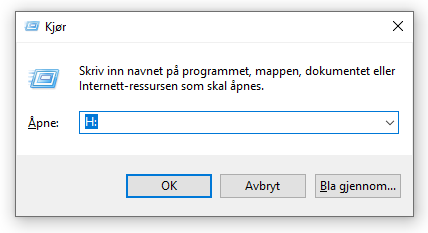 Kjør
Skriv inn navnet på programmet, mappen, dokumentet eller
Internett-ressursen som skal åpnes.
Åpne: H:
OK Avbryt Bla gjennom...